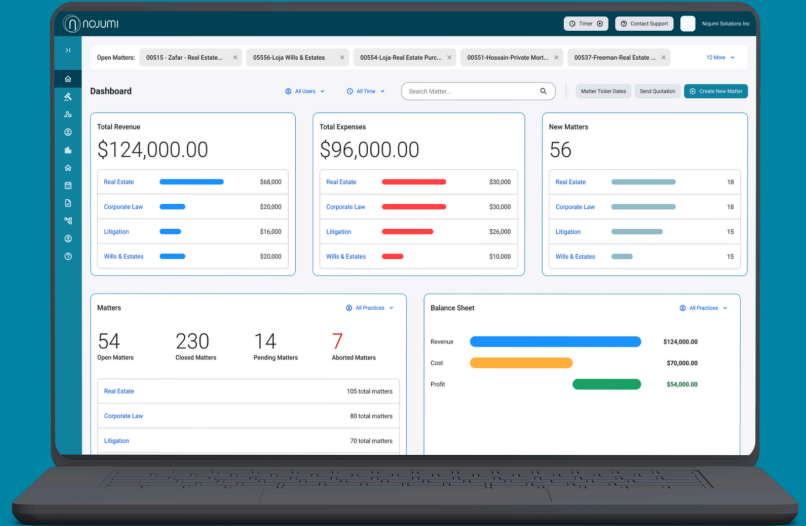 nojumi
Timer
Contact Support
Nojumi Solutions Inc
Open Matters:
00515 - Zafar - Real Estate...
05556-Loja Wills & Estates
00554-Loja-Real Estate Purc...
00551-Hossain-Private Mort...
00537-Freeman-Real Estate ...
12 More
Dashboard
All Users
All Time
Search Matter...
Matter Ticker Dates
Send Quotation
Create New Matter
Total Revenue
$124,000.00
Real Estate $68,000
Corporate Law $20,000
Litigation $16,000
Wills & Estates $20,000
Total Expenses
$96,000.00
Real Estate $30,000
Corporate Law $30,000
Litigation $26,000
Wills & Estates $10,000
New Matters
56
Real Estate 18
Corporate Law 18
Litigation 15
Wills & Estates 15
Matters
All Practices
54
Open Matters
230
Closed Matters
14
Pending Matters
7
Aborted Matters
Real Estate 105 total matters
Corporate Law 80 total matters
Litigation 70 total matters
Balance Sheet
All Practices
Revenue $124,000.00
Cost $70,000.00
Profit $54,000.00